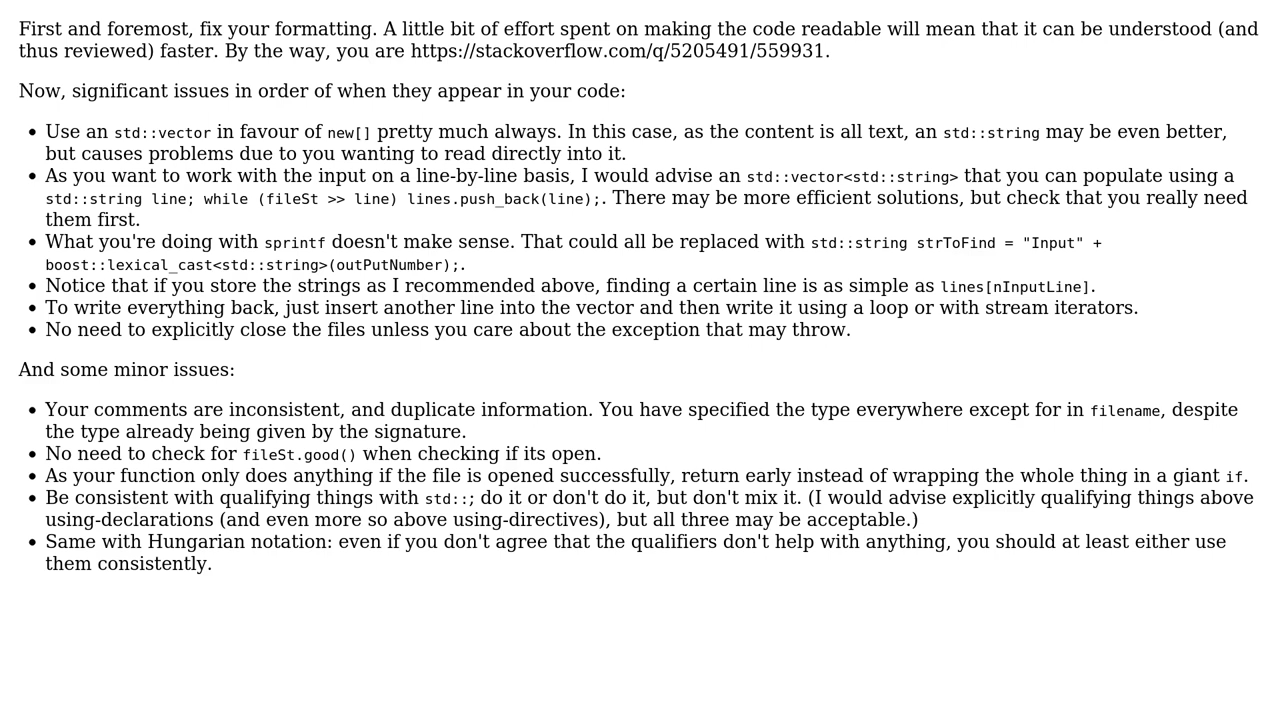 First and foremost, fix your formatting. A little bit of effort spent on making the code readable will mean that it can be understood (and
thus reviewed) faster. By the way, you are https://stackoverflow.com/q/5205491/559931.
Now, significant issues in order of when they appear in your code:
• Use an std::vector in favour of new[] pretty much always. In this case, as the content is all text, an std::string may be even better,
but causes problems due to you wanting to read directly into it.
• As you want to work with the input on a line-by-line basis, I would advise an std::vector<std::string> that you can populate using a
std::string line; while (fileSt >> line) lines.push_back(line);. There may be more efficient solutions, but check that you really need
them first.
• What you're doing with sprintf doesn't make sense. That could all be replaced with std::string strToFind = "Input" +
boost::lexical_cast<std::string>(outPutNumber);.
• Notice that if you store the strings as I recommended above, finding a certain line is as simple as lines[nInputLine].
• To write everything back, just insert another line into the vector and then write it using a loop or with stream iterators.
• No need to explicitly close the files unless you care about the exception that may throw.
And some minor issues:
• Your comments are inconsistent, and duplicate information. You have specified the type everywhere except for in filename, despite
the type already being given by the signature.
• No need to check for fileSt.good() when checking if its open.
• As your function only does anything if the file is opened successfully, return early instead of wrapping the whole thing in a giant if.
• Be consistent with qualifying things with std::; do it or don't do it, but don't mix it. (I would advise explicitly qualifying things above
using-declarations (and even more so above using-directives), but all three may be acceptable.)
• Same with Hungarian notation: even if you don't agree that the qualifiers don't help with anything, you should at least either use
them consistently.